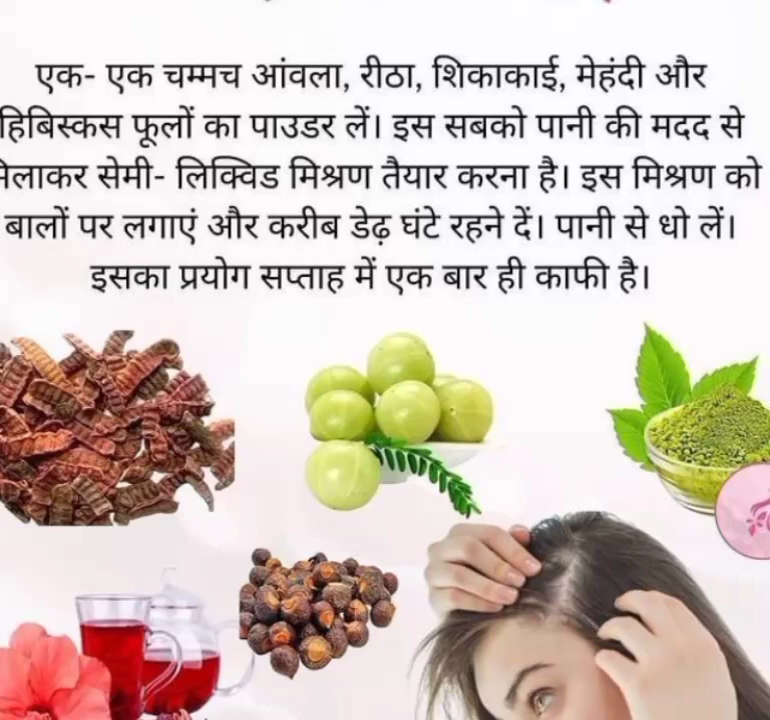 एक- एक चम्मच आंवला, रीठा, शिकाकाई, मेहंदी और
हिबिस्कस फूलों का पाउडर लें। इस सबको पानी की मदद से
मिलाकर सेमी- लिक्विड मिश्रण तैयार करना है। इस मिश्रण को
बालों पर लगाएं और करीब डेढ़ घंटे रहने दें। पानी से धो लें।
इसका प्रयोग सप्ताह में एक बार ही काफी है।